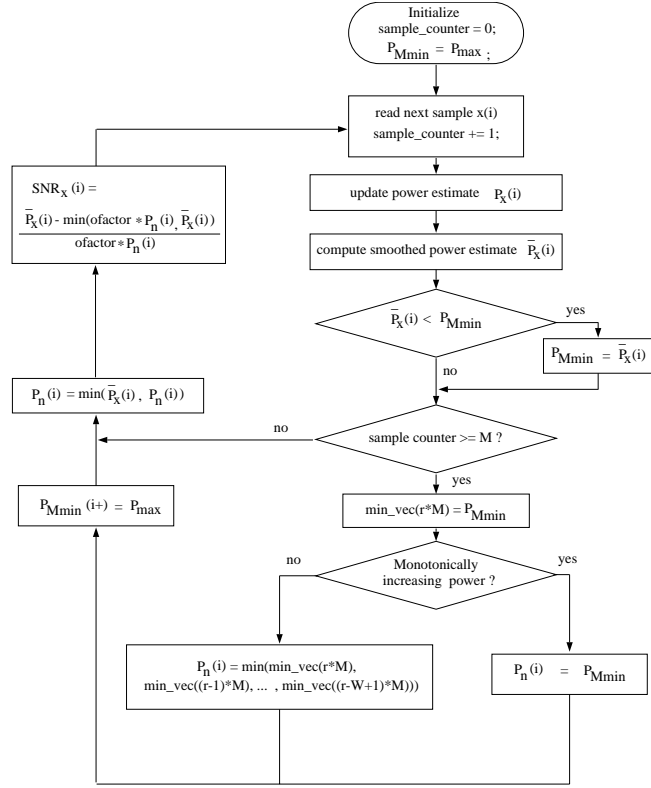 Initialize
sample_counter = 0;
P_Mmin = P_max ;
read next sample x(i)
sample_counter += 1;
update power estimate P_x(i)
compute smoothed power estimate P̅_x(i)
P̅_x(i) < P_Mmin
yes
P_Mmin = P̅_x(i)
no
sample counter >= M ?
no
yes
min_vec(r*M) = P_Mmin
Monotonically
increasing power ?
no
yes
P_n(i) = min(min_vec(r*M),
min_vec((r-1)*M), ... , min_vec((r-W+1)*M)))
P_n(i) = P_Mmin
P_Mmin (i+) = P_max
P_n(i) = min(P̅_x(i), P_n(i))
SNR_x (i) =
P̅_x(i) - min(ofactor * P_n(i), P̅_x(i))
ofactor * P_n(i)